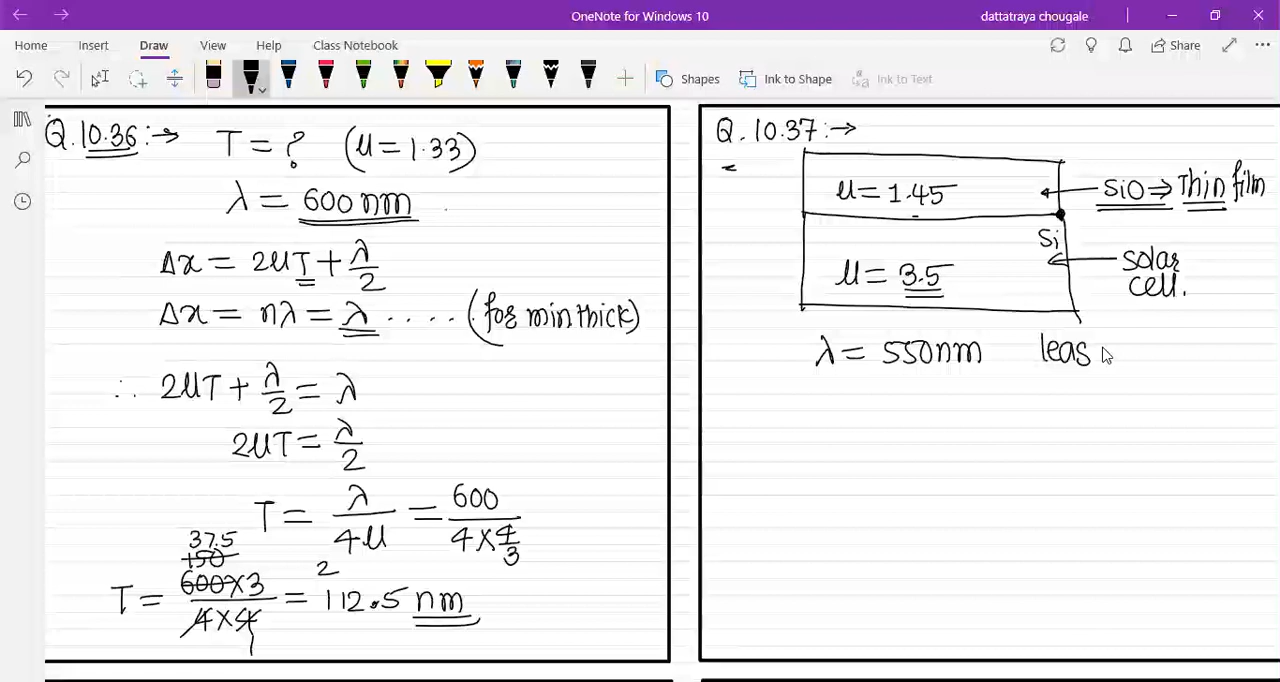 OneNote for Windows 10
dattatraya chougale
Home Insert Draw View Help Class Notebook Share
Shapes Ink to Shape Ink to Text
Q.10.36:→ T = ? (μ = 1.33)
λ = 600 nm
Δx = 2μT + λ/2
Δx = nλ = λ .... (for min thick)
∴ 2μT + λ/2 = λ
2μT = λ/2
T = λ/4μ = 600/4×4/3
37.5
150
T = 600×3/4×4 = 112.5 nm
2
1
Q. 10.37:→
μ = 1.45 SiO ⇒ Thin film
Si
μ = 3.5 solar cell.
λ = 550nm leas